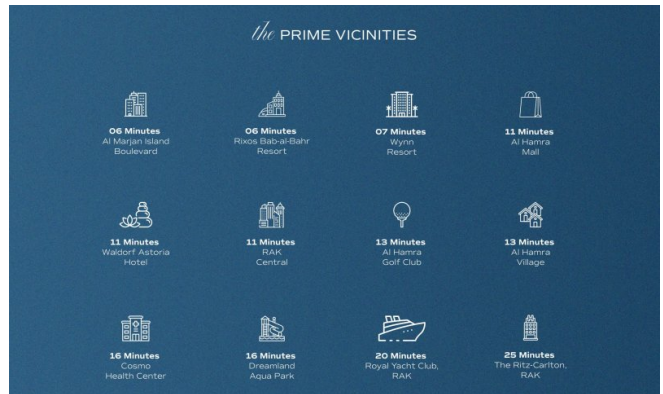 the PRIME VICINITIES
06 Minutes
Al Marjan Island
Boulevard
06 Minutes
Rixos Bab-al-Bahr
Resort
07 Minutes
Wynn
Resort
11 Minutes
Al Hamra
Mall
11 Minutes
Waldorf Astoria
Hotel
11 Minutes
RAK
Central
13 Minutes
Al Hamra
Golf Club
13 Minutes
Al Hamra
Village
16 Minutes
Cosmo
Health Center
16 Minutes
Dreamland
Aqua Park
20 Minutes
Royal Yacht Club,
RAK
25 Minutes
The Ritz-Carlton,
RAK